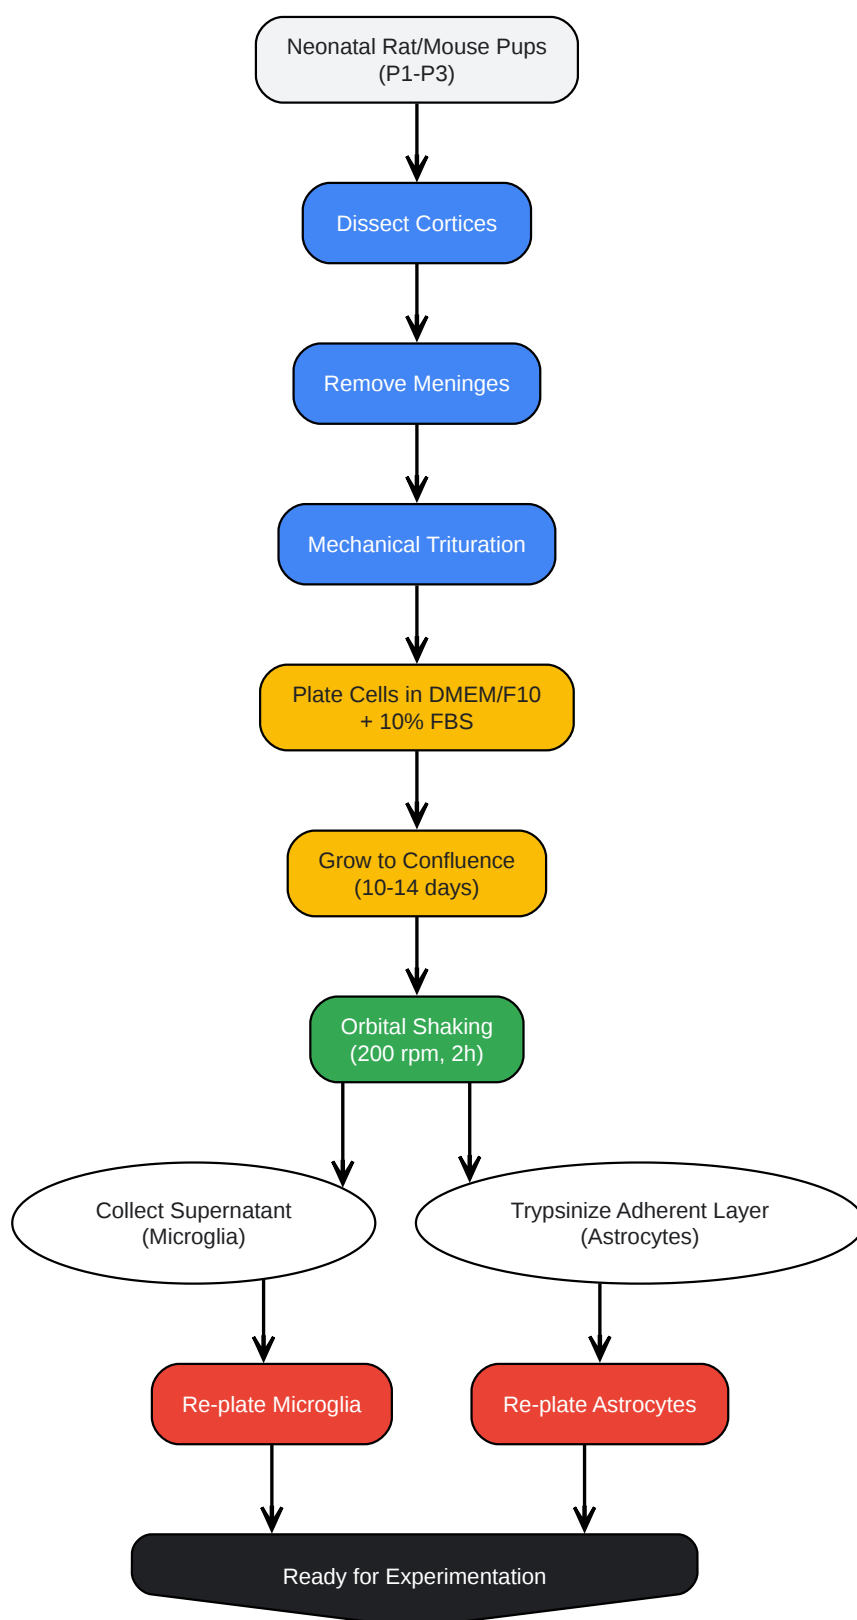 Neonatal Rat/Mouse Pups
(P1-P3)
Dissect Cortices
Remove Meninges
Mechanical Trituration
Plate Cells in DMEM/F10
+ 10% FBS
Grow to Confluence
(10-14 days)
Orbital Shaking
(200 rpm, 2h)
Collect Supernatant
(Microglia)
Trypsinize Adherent Layer
(Astrocytes)
Re-plate Microglia
Re-plate Astrocytes
Ready for Experimentation